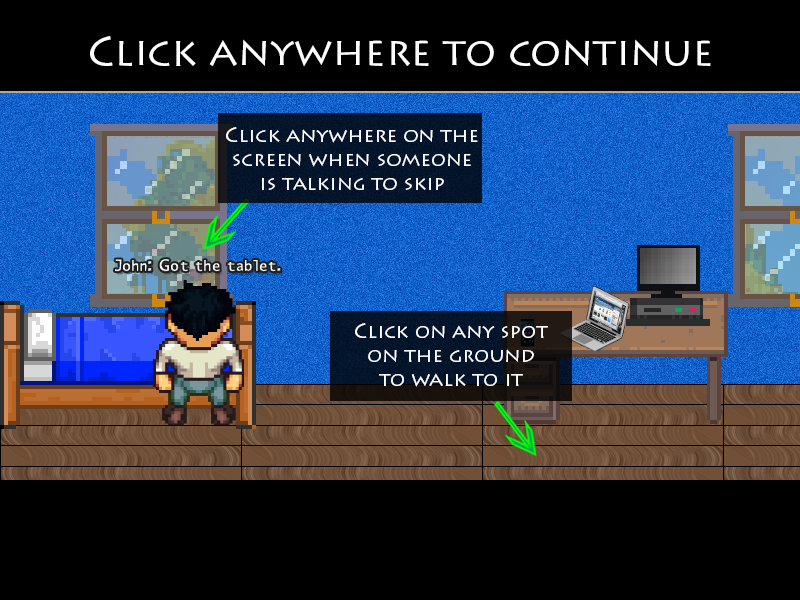 Click anywhere to continue
Click anywhere on the
screen when someone
is talking to skip
John: Got the tablet.
Click on any spot
on the ground
to walk to it